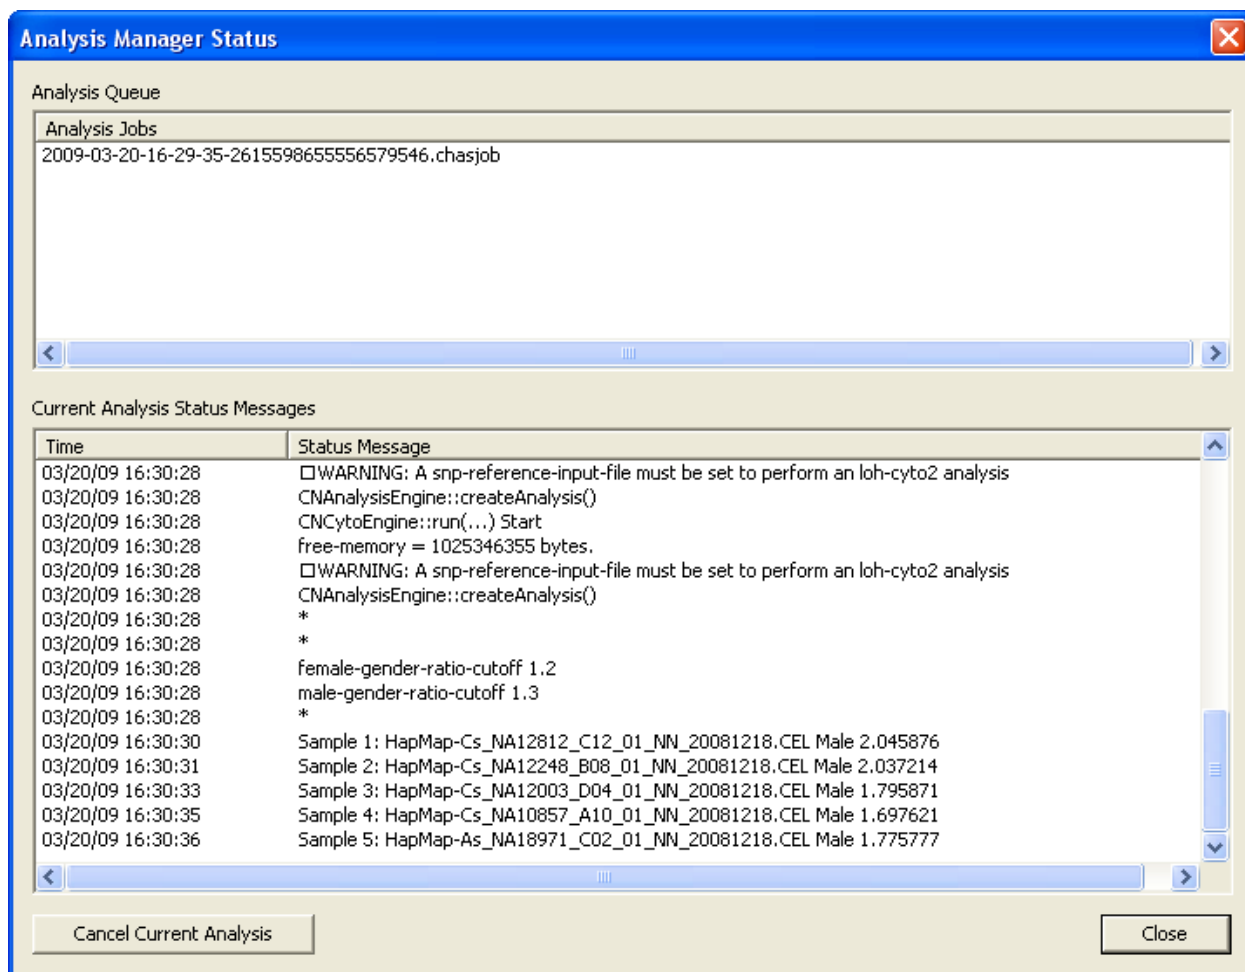 Analysis Manager Status
Analysis Queue
Analysis Jobs
2009-03-20-16-29-35-2615598655556579546.chasjob
Current Analysis Status Messages
Time Status Message
03/20/09 16:30:28 □WARNING: A snp-reference-input-file must be set to perform an loh-cyto2 analysis
03/20/09 16:30:28 CNAnalysisEngine::createAnalysis()
03/20/09 16:30:28 CNCytoEngine::run(...) Start
03/20/09 16:30:28 free-memory = 1025346355 bytes.
03/20/09 16:30:28 □WARNING: A snp-reference-input-file must be set to perform an loh-cyto2 analysis
03/20/09 16:30:28 CNAnalysisEngine::createAnalysis()
03/20/09 16:30:28 *
03/20/09 16:30:28 *
03/20/09 16:30:28 female-gender-ratio-cutoff 1.2
03/20/09 16:30:28 male-gender-ratio-cutoff 1.3
03/20/09 16:30:28 *
03/20/09 16:30:30 Sample 1: HapMap-Cs_NA12812_C12_01_NN_20081218.CEL Male 2.045876
03/20/09 16:30:31 Sample 2: HapMap-Cs_NA12248_B08_01_NN_20081218.CEL Male 2.037214
03/20/09 16:30:33 Sample 3: HapMap-Cs_NA12003_D04_01_NN_20081218.CEL Male 1.795871
03/20/09 16:30:35 Sample 4: HapMap-Cs_NA10857_A10_01_NN_20081218.CEL Male 1.697621
03/20/09 16:30:36 Sample 5: HapMap-As_NA18971_C02_01_NN_20081218.CEL Male 1.775777
Cancel Current Analysis Close